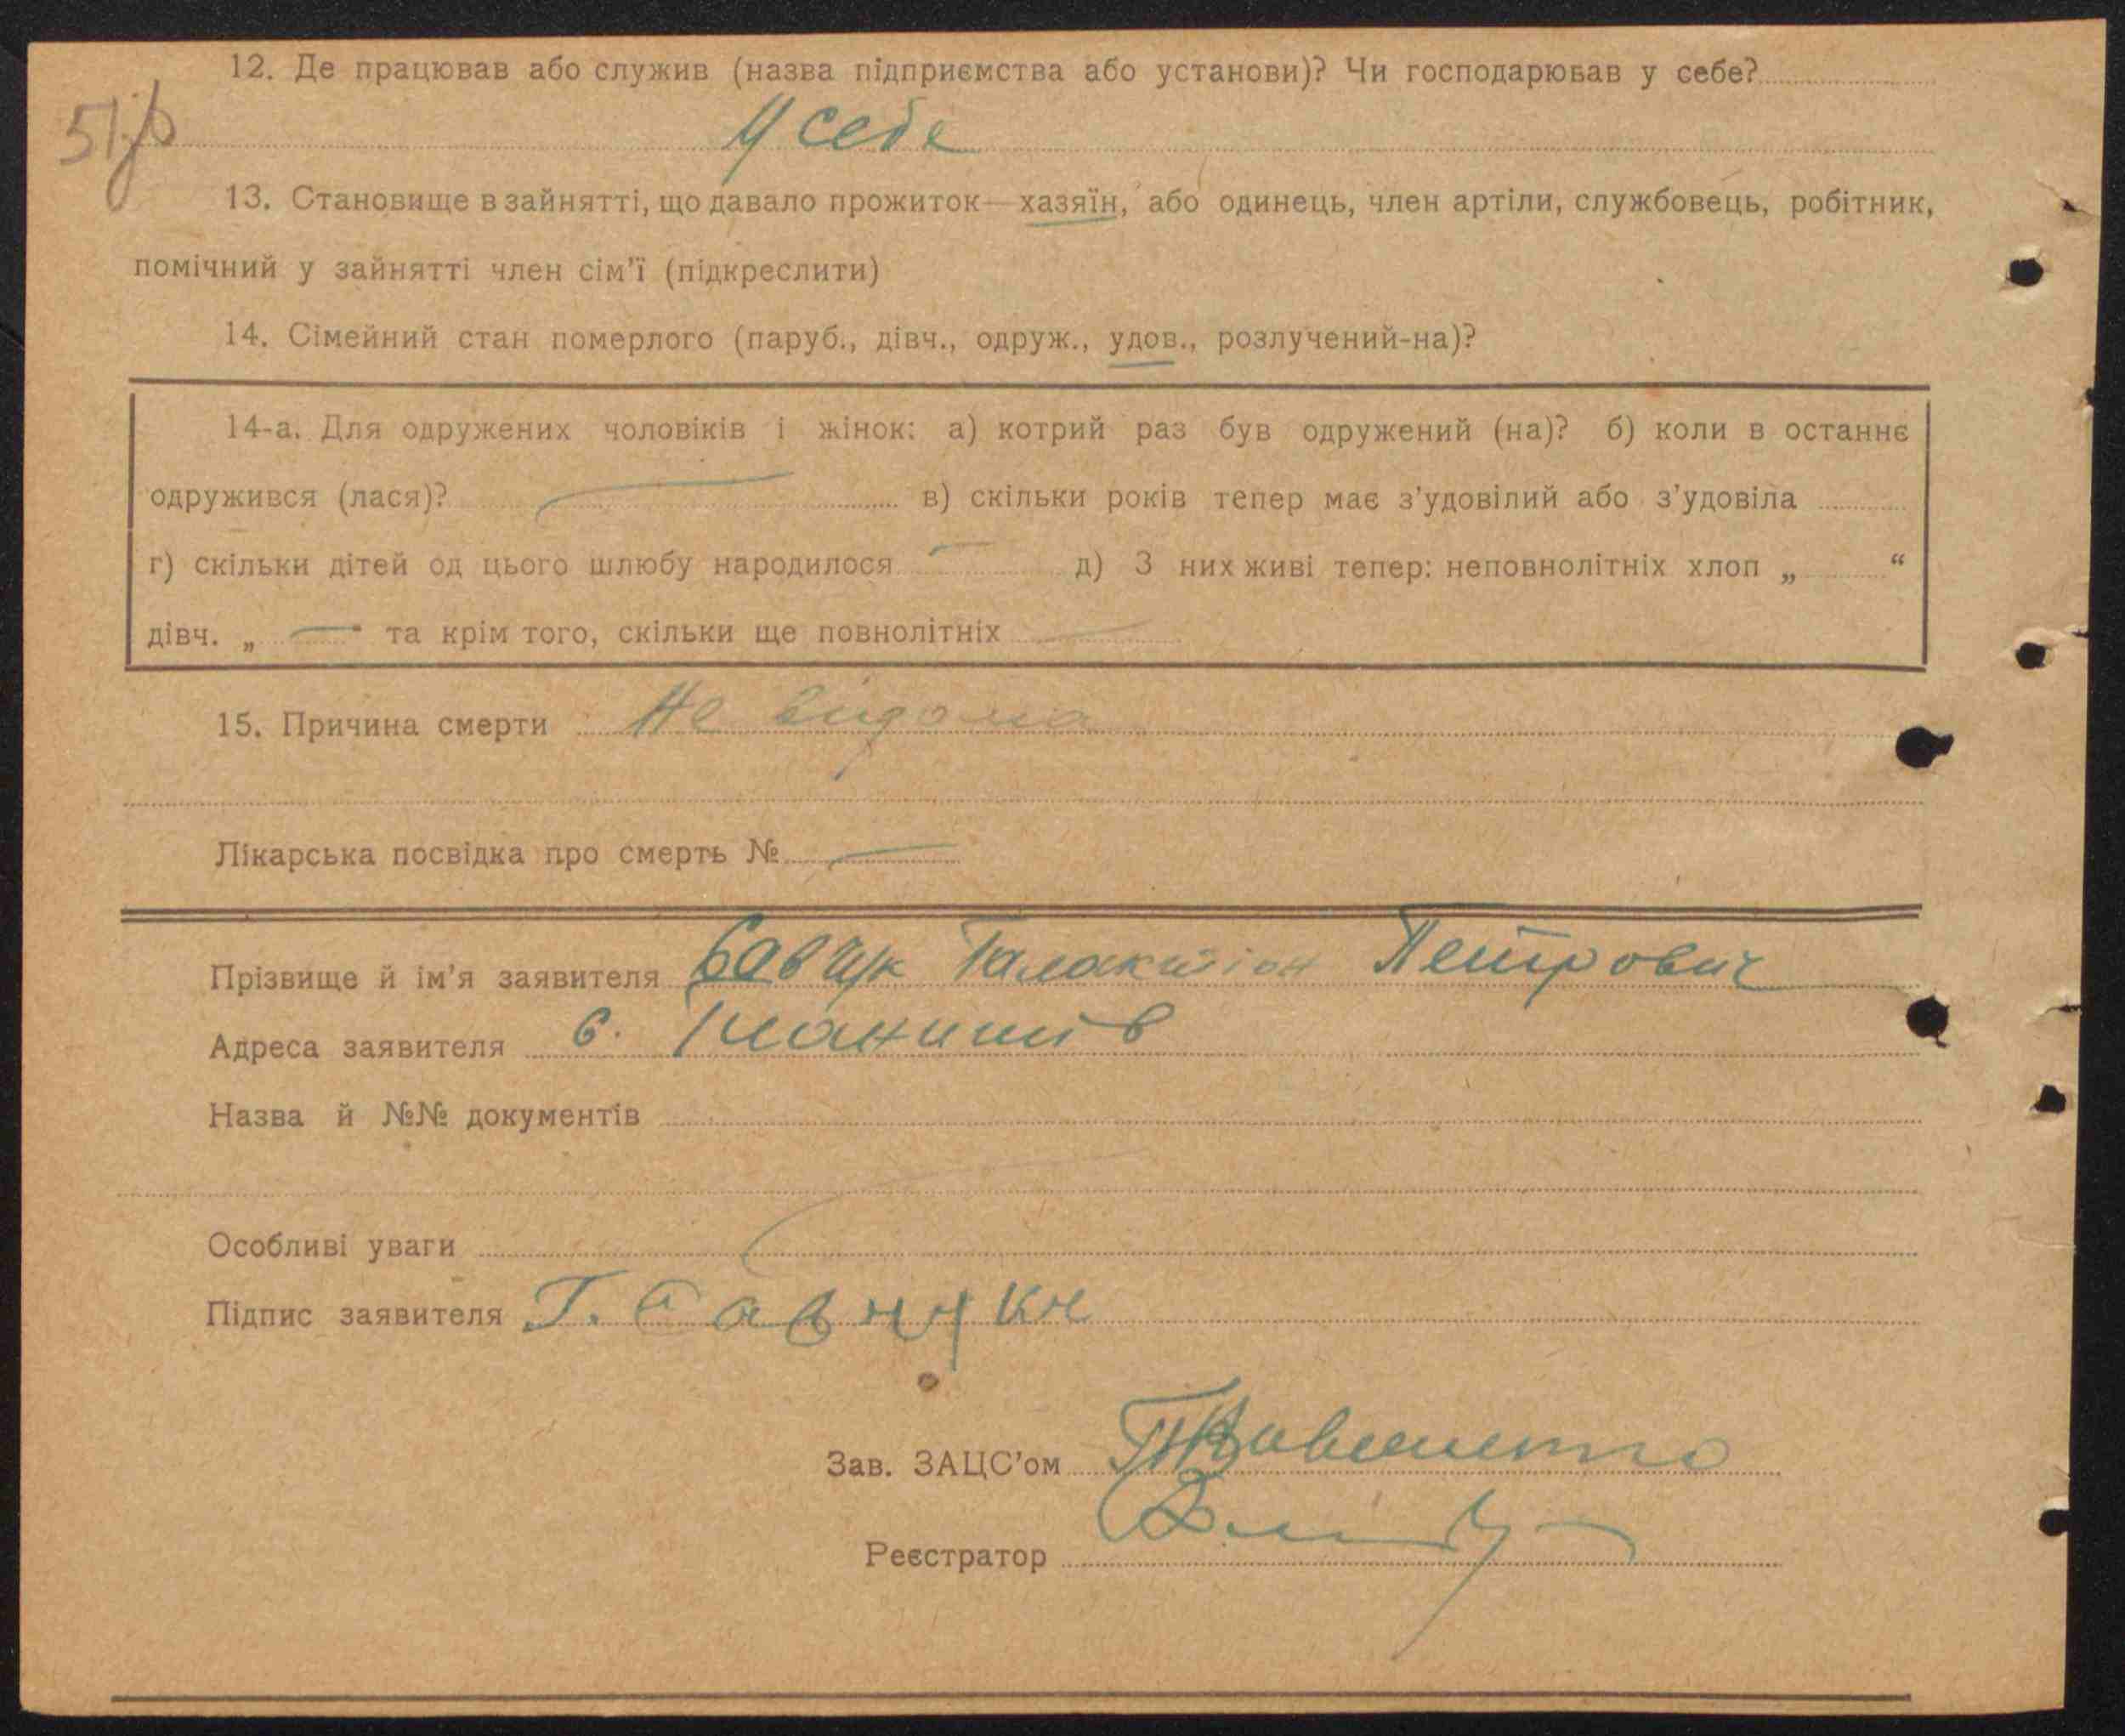 12. Де працював або служив (назва підприємства або установи)? Чи господарював у себе?
У себе
13. Становище в зайнятті, що давало прожиток—хазяїн, або одинець, член артіли, службовець, робітник,
помічний у зайнятті член сім'ї (підкреслити)
14. Сімейний стан померлого (паруб., дівч., одруж., удов., розлучений-на)?
14-а. Для одружених чоловіків і жінок: а) котрий раз був одружений (на)? б) коли в останнє
одружився (лася)? в) скільки років тепер має з'удовілий або з'удовіла
г) скільки дітей од цього шлюбу народилося д) З них живі тепер: неповнолітніх хлоп „ “
дівч. „ — та крім того, скільки ще повнолітніх
15. Причина смерти Не відома
Лікарська посвідка про смерть № —
Прізвище й ім'я заявителя Бавчук Галактіон Петрович
Адреса заявителя с.
Назва й №№ документів
Особливі уваги
Підпис заявителя Г.
Зав. ЗАЦС'ом
Реєстратор